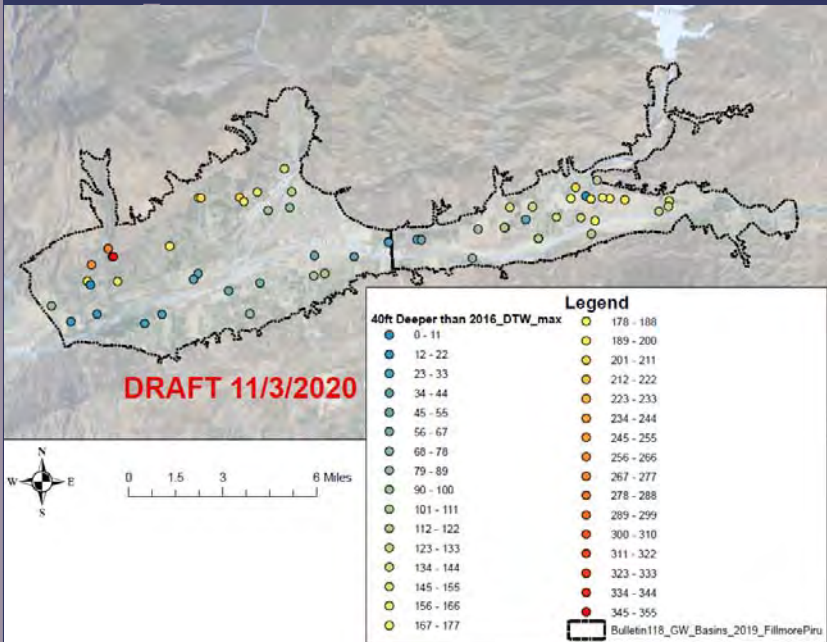 DRAFT 11/3/2020
N
W E
S
0 1.5 3 6 Miles
Legend
40ft Deeper than 2016_DTW_max
0 - 11
12 - 22
23 - 33
34 - 44
45 - 55
56 - 67
68 - 78
79 - 89
90 - 100
101 - 111
112 - 122
123 - 133
134 - 144
145 - 155
156 - 166
167 - 177
178 - 188
189 - 200
201 - 211
212 - 222
223 - 233
234 - 244
245 - 255
256 - 266
267 - 277
278 - 288
289 - 299
300 - 310
311 - 322
323 - 333
334 - 344
345 - 355
Bulletin118_GW_Basins_2019_FillmorePiru